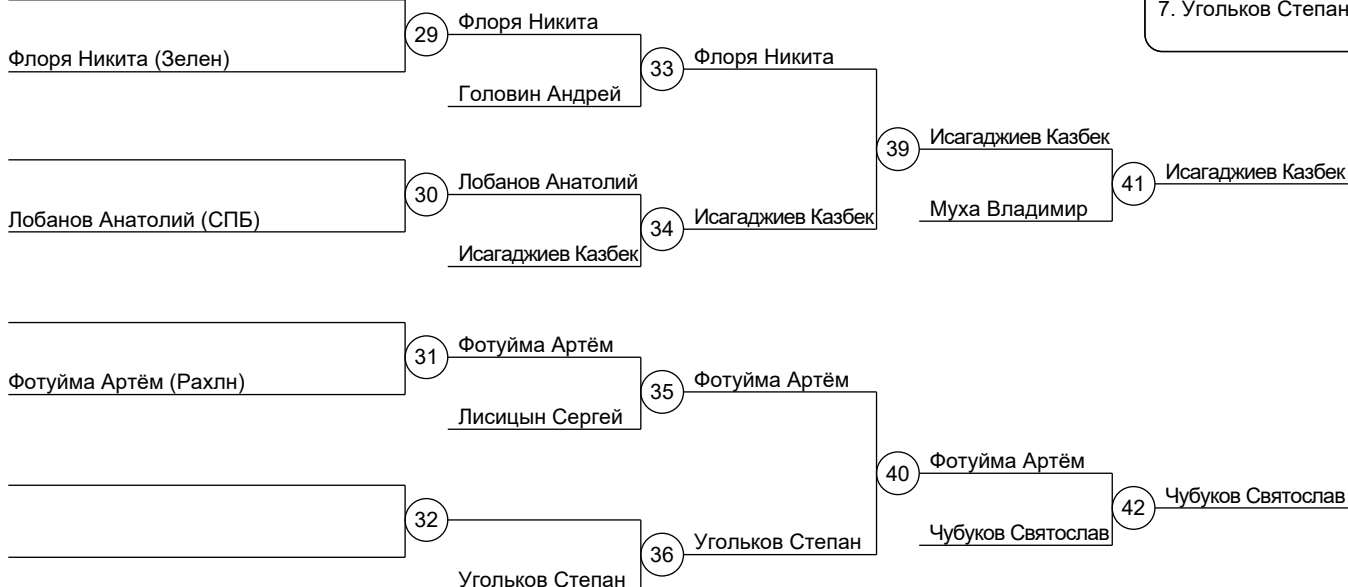 7. Угольков Степан
29
Флоря Никита
Флоря Никита (Зелен)
33
Флоря Никита
Головин Андрей
39
Исагаджиев Казбек
41
Исагаджиев Казбек
30
Лобанов Анатолий
Муха Владимир
Лобанов Анатолий (СПБ)
34
Исагаджиев Казбек
Исагаджиев Казбек
31
Фотуйма Артём
Фотуйма Артём (Рахлн)
35
Фотуйма Артём
Лисицын Сергей
40
Фотуйма Артём
42
Чубуков Святослав
32
Чубуков Святослав
36
Угольков Степан
Угольков Степан